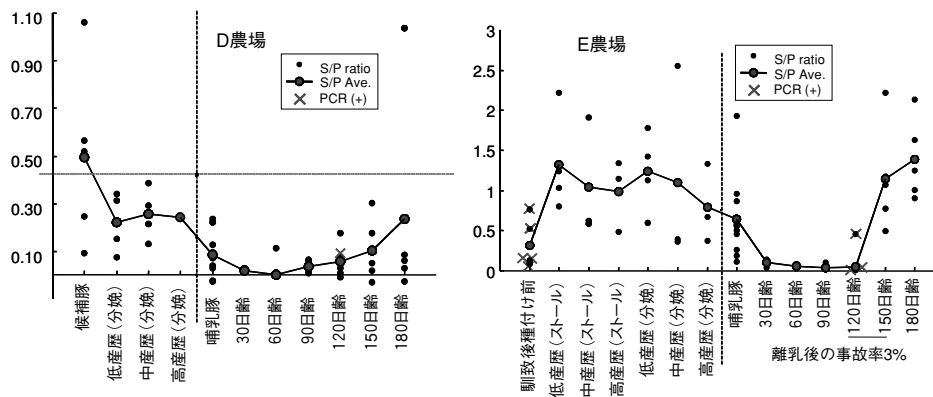 D農場
1.10
0.90
0.70
0.50
0.30
0.10
S/P ratio
S/P Ave.
PCR (+)
候補豚
低産歴(分娩)
中産歴(分娩)
高産歴(分娩)
哺乳豚
30日齢
60日齢
90日齢
120日齢
150日齢
180日齢
E農場
3
2.5
2
1.5
1
0.5
0
S/P ratio
S/P Ave.
PCR (+)
馴致後種付け前
低産歴(ストール)
中産歴(ストール)
高産歴(ストール)
低産歴(分娩)
中産歴(分娩)
高産歴(分娩)
哺乳豚
30日齢
60日齢
90日齢
120日齢
150日齢
180日齢
離乳後の事故率3%